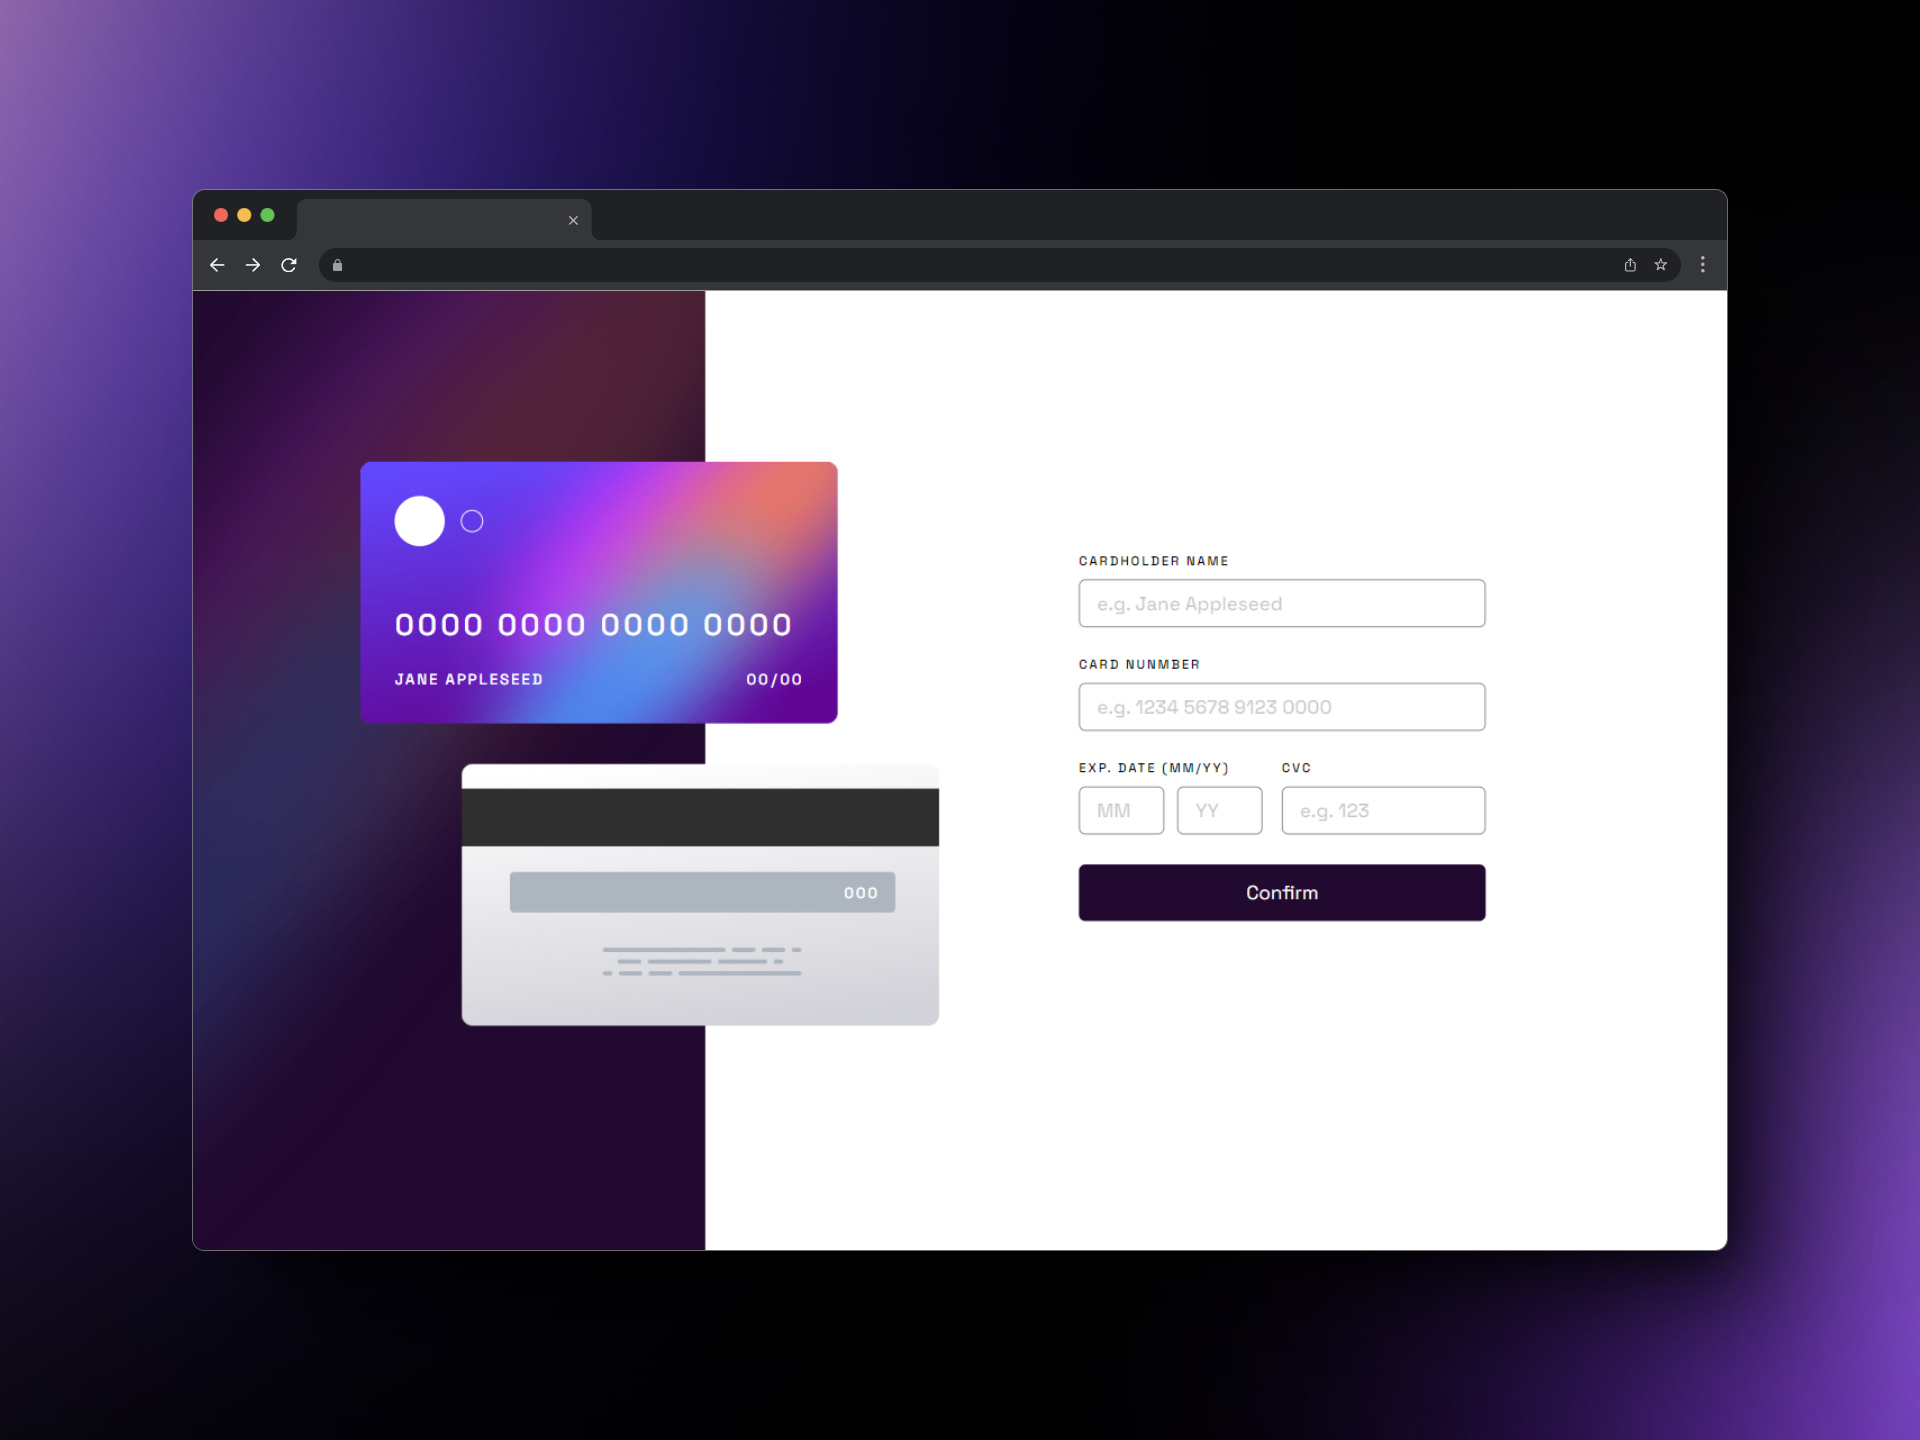 0000 0000 0000 0000
JANE APPLESEED 00/00
000
CARDHOLDER NAME
e.g. Jane Appleseed
CARD NUNMBER
e.g. 1234 5678 9123 0000
EXP. DATE (MM/YY) CVC
MM YY e.g. 123
Confirm